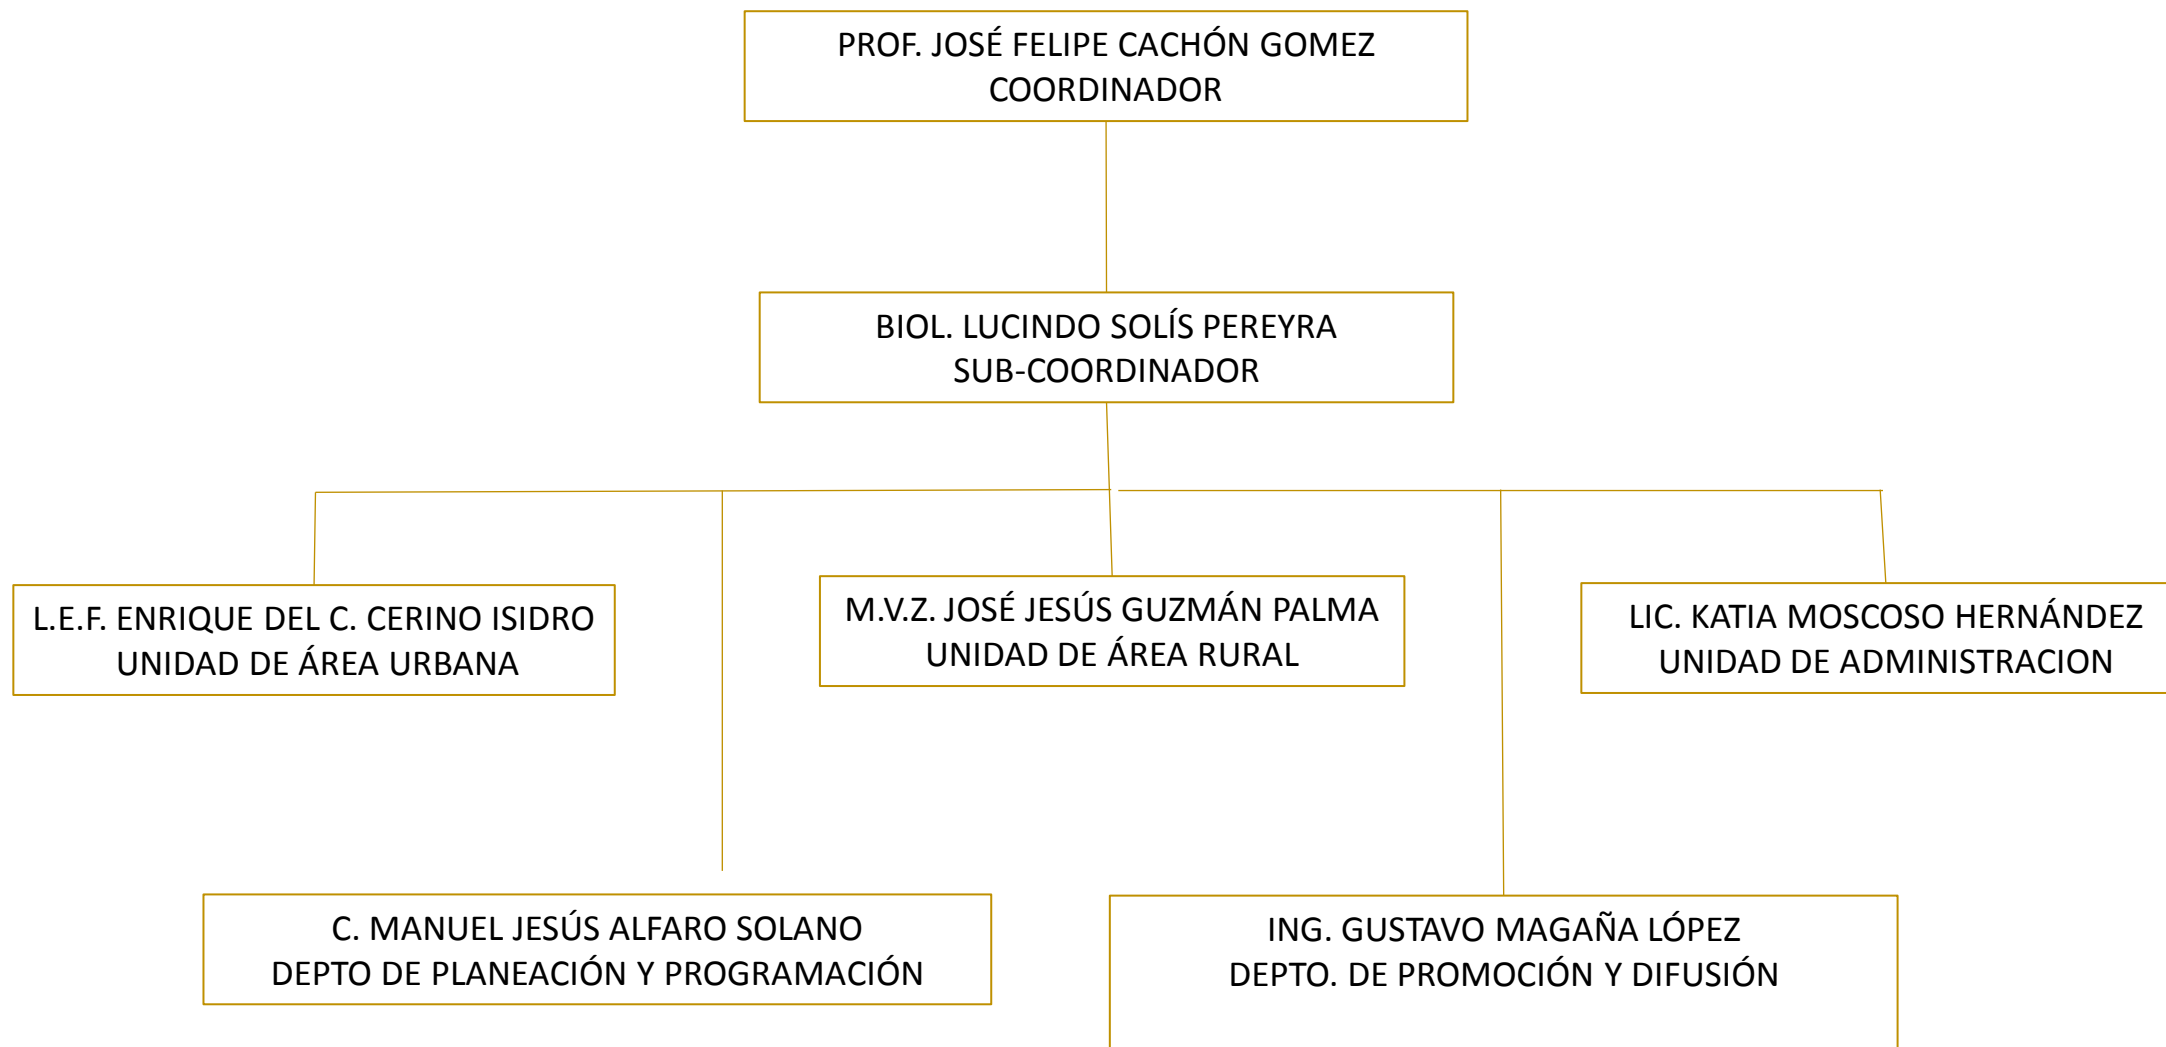 PROF. JOSÉ FELIPE CACHÓN GOMEZ
COORDINADOR
BIOL. LUCINDO SOLÍS PEREYRA
SUB-COORDINADOR
L.E.F. ENRIQUE DEL C. CERINO ISIDRO
UNIDAD DE ÁREA URBANA
M.V.Z. JOSÉ JESÚS GUZMÁN PALMA
UNIDAD DE ÁREA RURAL
LIC. KATIA MOSCOSO HERNÁNDEZ
UNIDAD DE ADMINISTRACION
C. MANUEL JESÚS ALFARO SOLANO
DEPTO DE PLANEACIÓN Y PROGRAMACIÓN
ING. GUSTAVO MAGAÑA LÓPEZ
DEPTO. DE PROMOCIÓN Y DIFUSIÓN